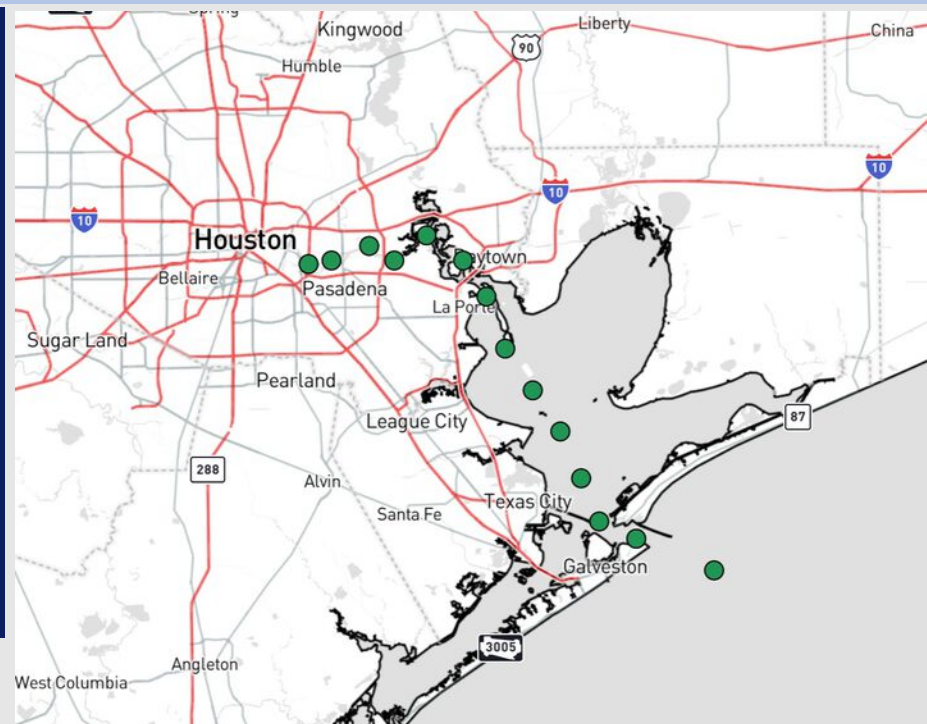 Spring
Kingwood
Liberty
China
90
Humble
10
10
10
Houston
Baytown
Bellaire
Pasadena
La Porte
Sugar Land
Pearland
87
League City
288
Alvin
Texas City
Santa Fe
Galveston
3005
Angleton
West Columbia